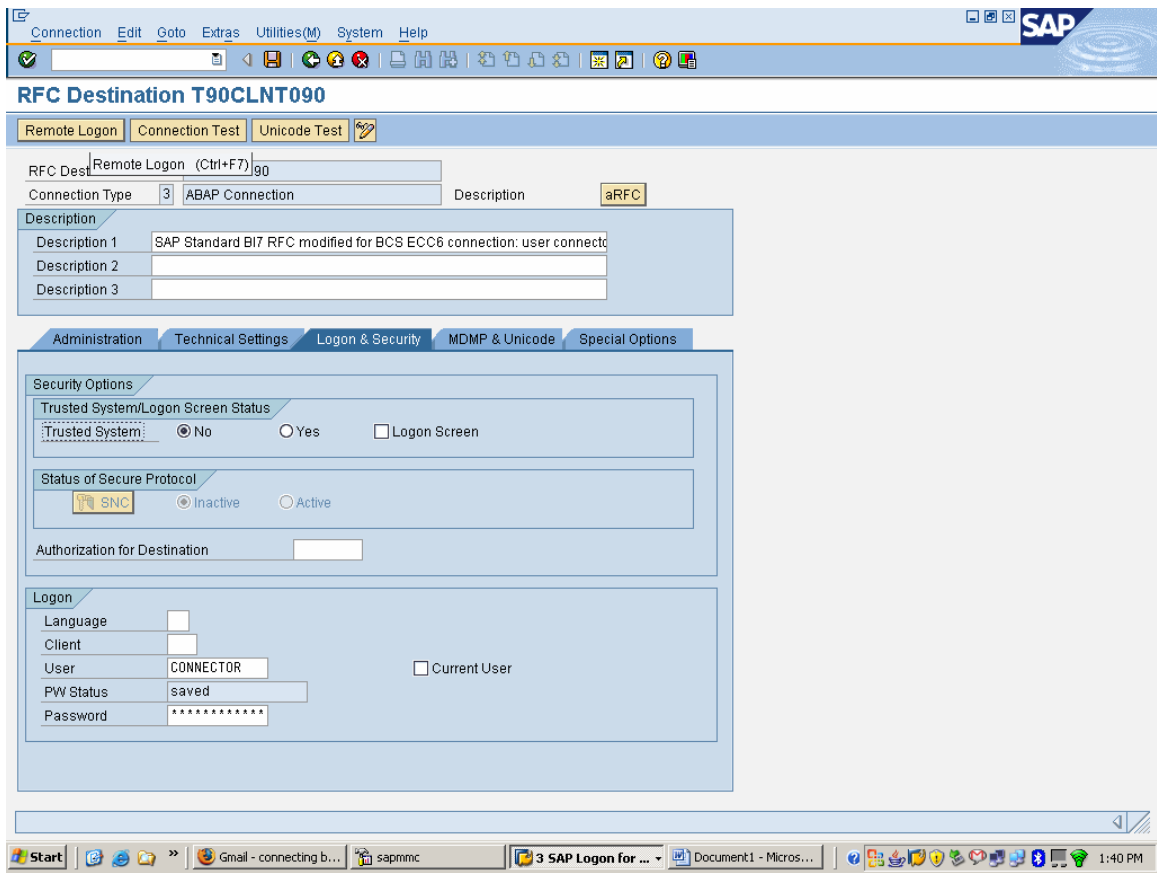 Connection Edit Goto Extras Utilities(M) System Help
SAP
RFC Destination T90CLNT090
Remote Logon Connection Test Unicode Test
RFC Dest 90
Remote Logon (Ctrl+F7)
Connection Type 3 ABAP Connection Description aRFC
Description
Description 1 SAP Standard BI7 RFC modified for BCS ECC6 connection: user connecto
Description 2
Description 3
Administration Technical Settings Logon & Security MDMP & Unicode Special Options
Security Options
Trusted System/Logon Screen Status
Trusted System No Yes Logon Screen
Status of Secure Protocol
SNC Inactive Active
Authorization for Destination
Logon
Language
Client
User CONNECTOR Current User
PW Status saved
Password ************
Start » Gmail - connecting b... sapmmc 3 SAP Logon for ... Document1 - Micros... 1:40 PM